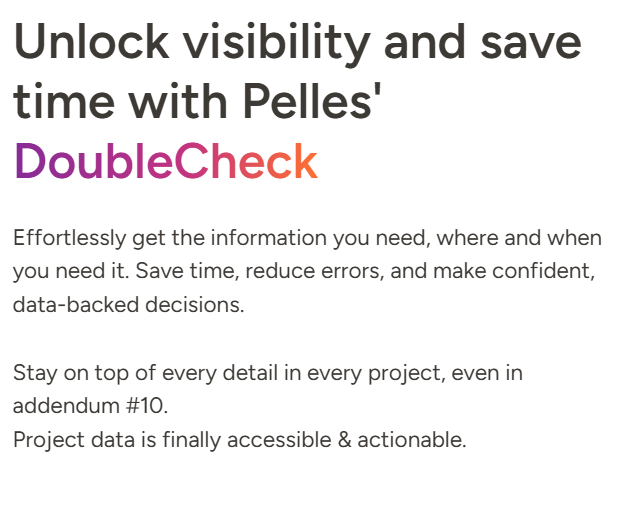 Unlock visibility and save
time with Pelles'
DoubleCheck
Effortlessly get the information you need, where and when
you need it. Save time, reduce errors, and make confident,
data-backed decisions.
Stay on top of every detail in every project, even in
addendum #10.
Project data is finally accessible & actionable.